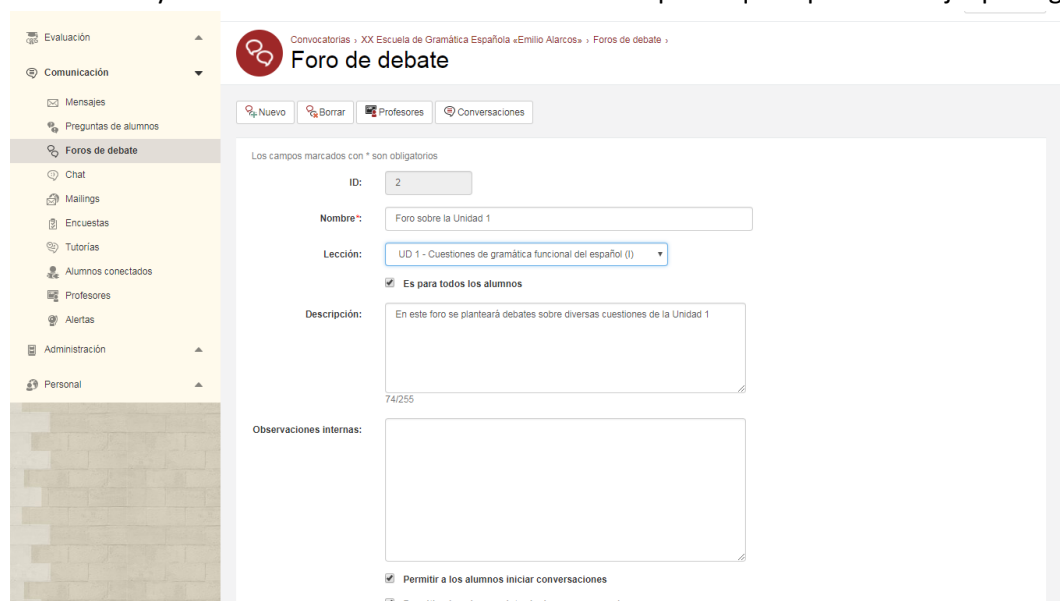 Evaluación
Comunicación
Mensajes
Preguntas de alumnos
Foros de debate
Chat
Mailings
Encuestas
Tutorías
Alumnos conectados
Profesores
Alertas
Administración
Personal
Convocatorias › XX Escuela de Gramática Española «Emilio Alarcos» › Foros de debate ›
Foro de debate
Nuevo Borrar Profesores Conversaciones
Los campos marcados con * son obligatorios
ID: 2
Nombre*: Foro sobre la Unidad 1
Lección: UD 1 - Cuestiones de gramática funcional del español (I)
Es para todos los alumnos
Descripción: En este foro se planteará debates sobre diversas cuestiones de la Unidad 1
74/255
Observaciones internas:
Permitir a los alumnos iniciar conversaciones